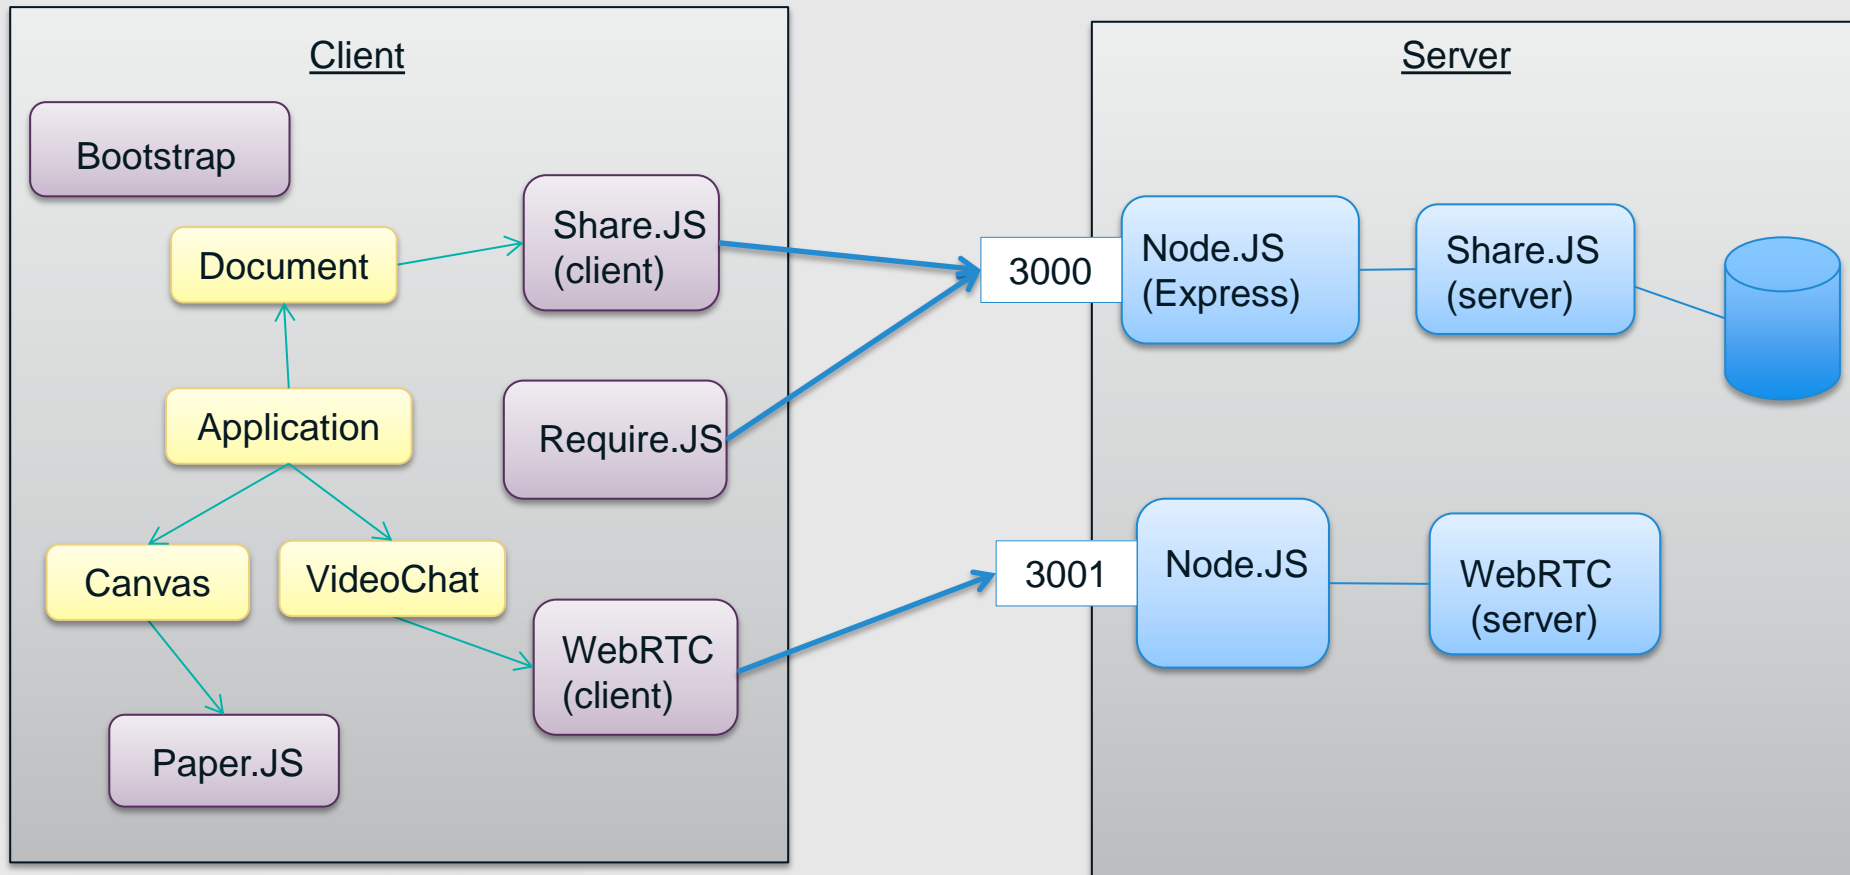 Client
Bootstrap
Share.JS
(client)
Document
Application
Require.JS
Canvas
VideoChat
WebRTC
(client)
Paper.JS
Server
3000
Node.JS
(Express)
Share.JS
(server)
3001
Node.JS
WebRTC
(server)